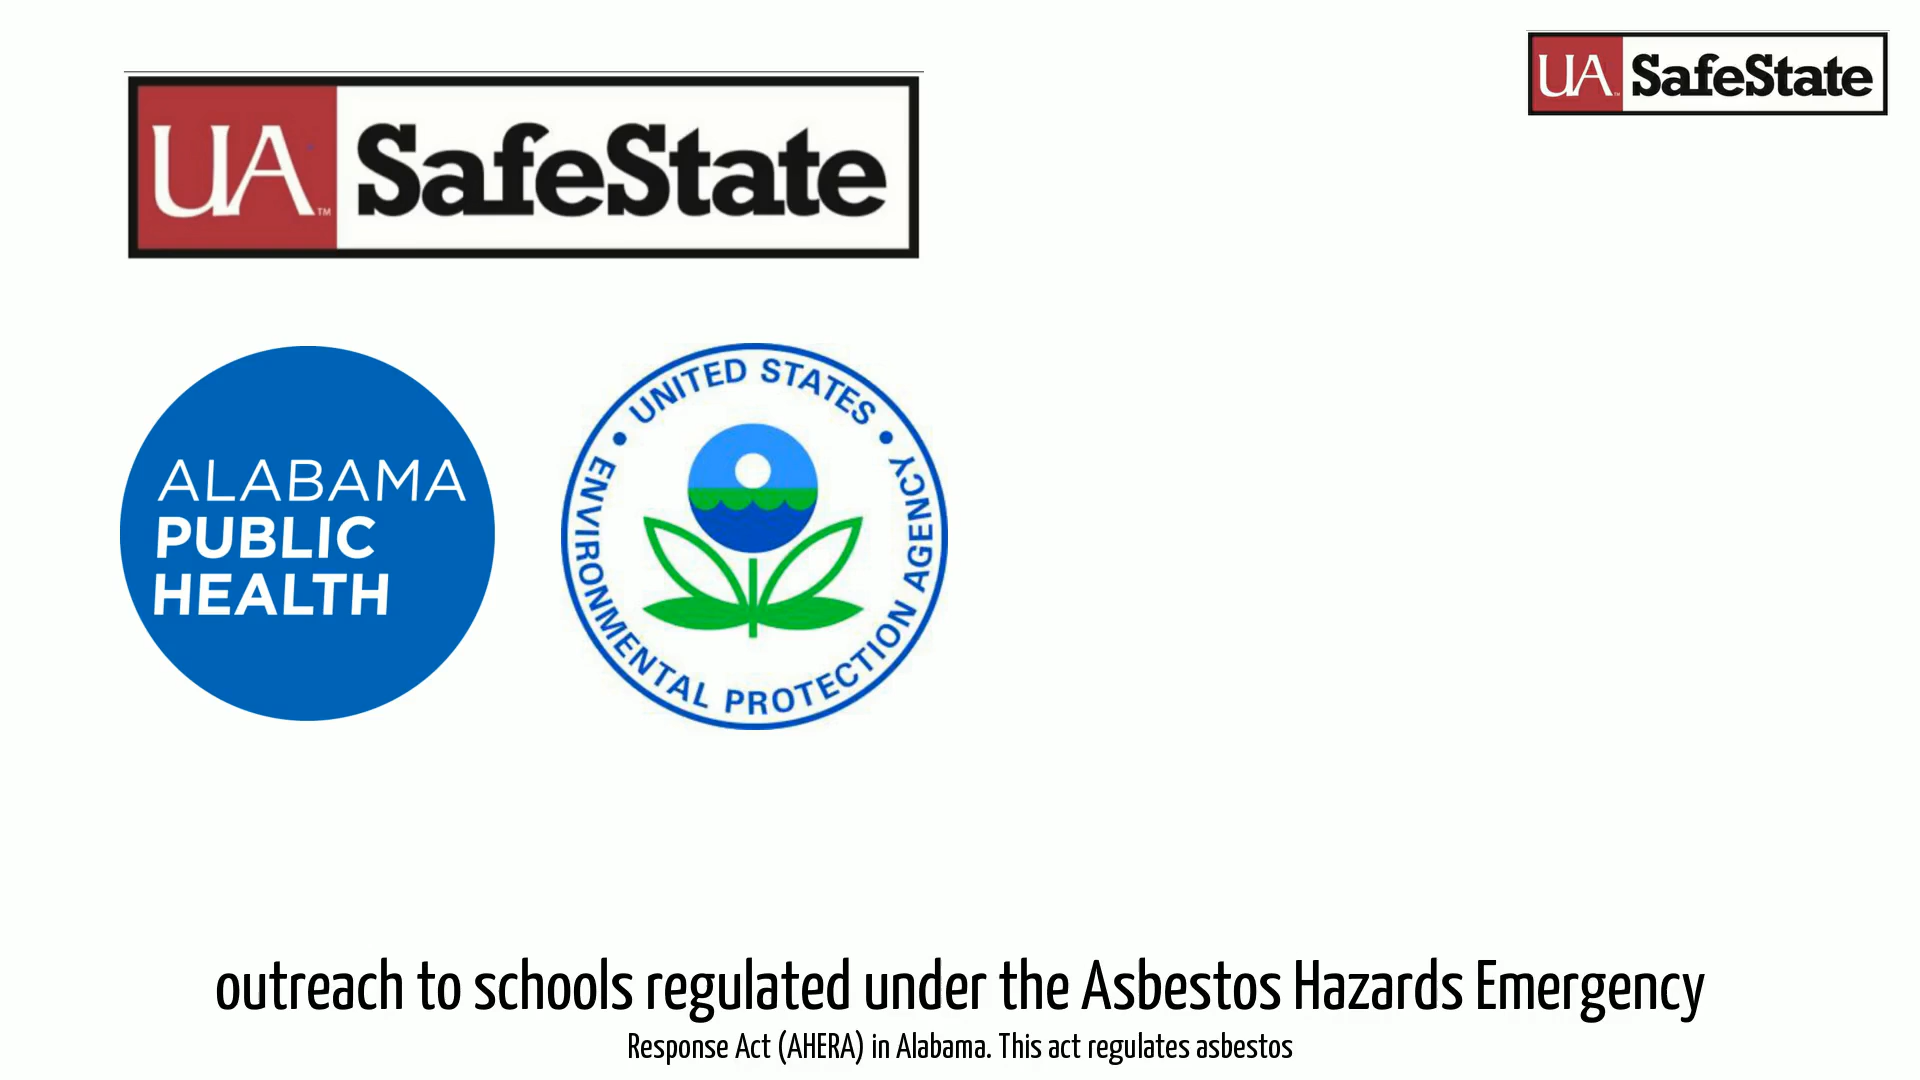 UA SafeState
UA™ SafeState
ALABAMA
PUBLIC
HEALTH
• UNITED STATES •
ENVIRONMENTAL PROTECTION AGENCY
outreach to schools regulated under the Asbestos Hazards Emergency
Response Act (AHERA) in Alabama. This act regulates asbestos